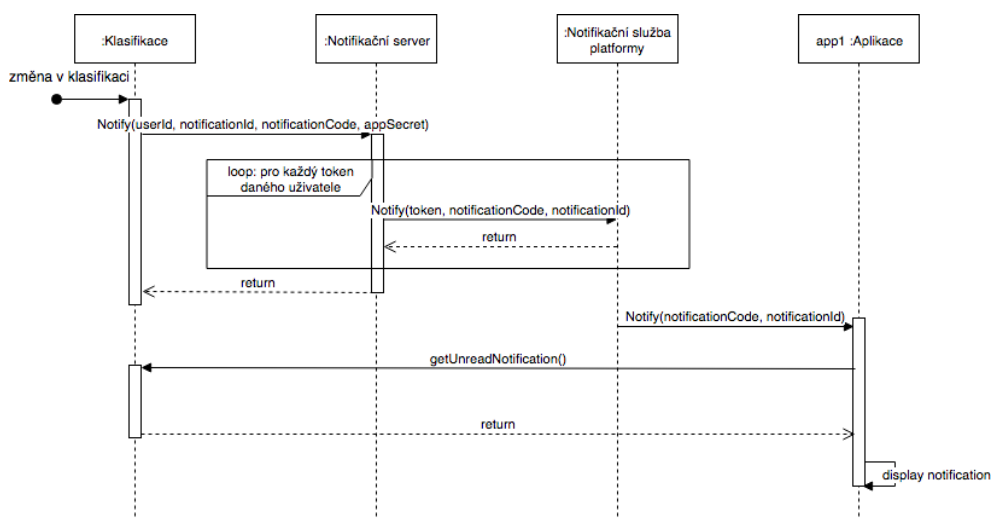 :Klasifikace
:Notifikační server
:Notifikační služba
platformy
app1 :Aplikace
změna v klasifikaci
Notify(userId, notificationId, notificationCode, appSecret)
loop: pro každý token
daného uživatele
Notify(token, notificationCode, notificationId)
return
return
Notify(notificationCode, notificationId)
getUnreadNotification()
return
display notification